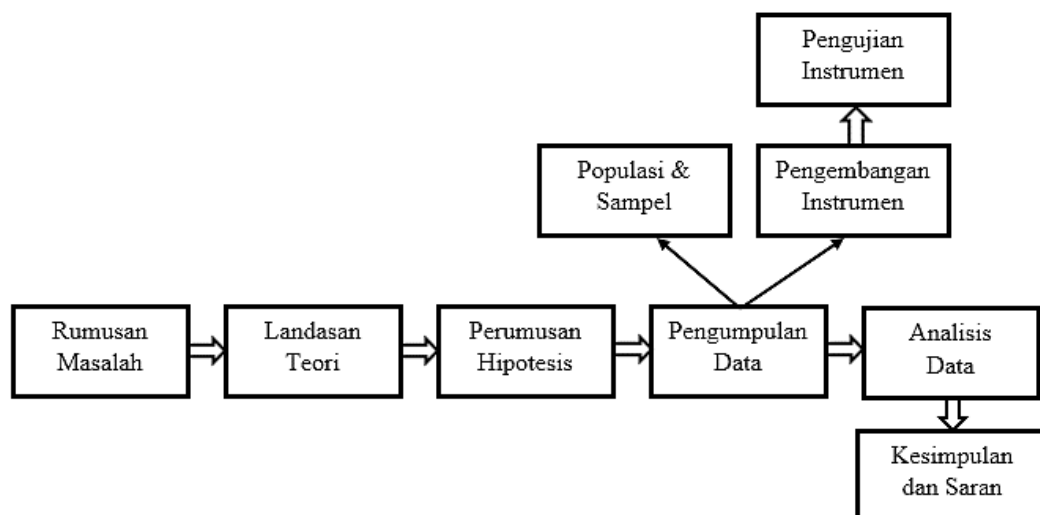 Pengujian
Instrumen
Populasi &
Sampel
Pengembangan
Instrumen
Rumusan
Masalah
Landasan
Teori
Perumusan
Hipotesis
Pengumpulan
Data
Analisis
Data
Kesimpulan
dan Saran